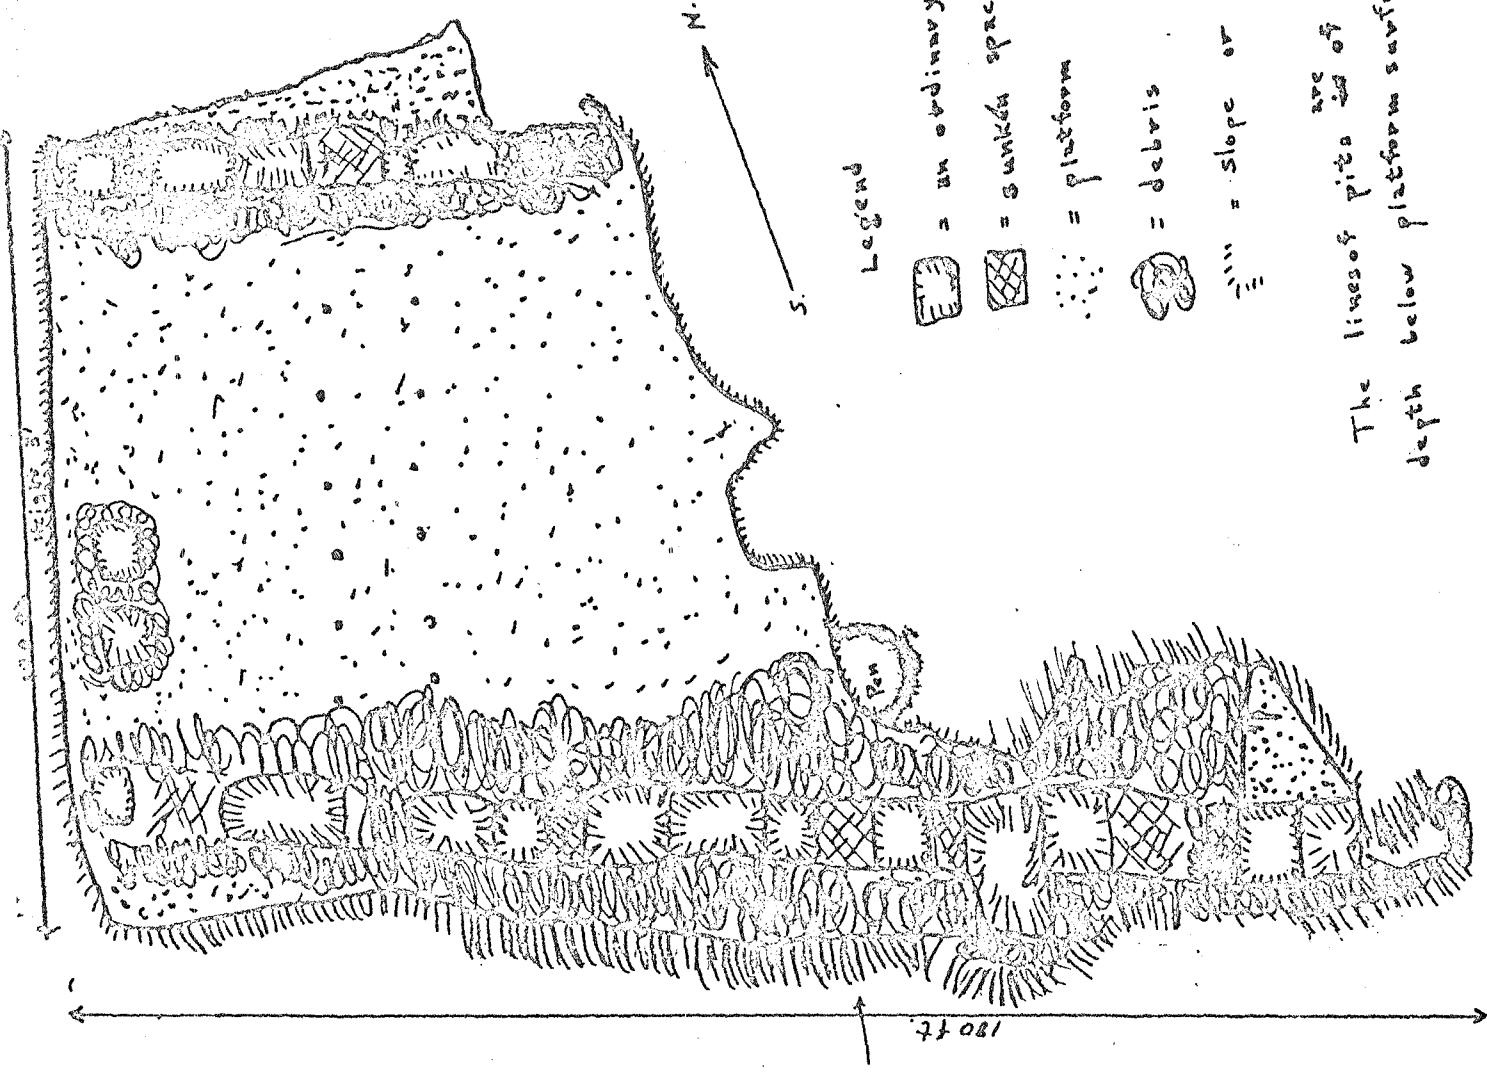 N.
S.
Legend
= an ordinary
= sunken spac
= platform
= debris
= slope or
The lines of pits are of
depth below platform surf
Pen
180 ft.